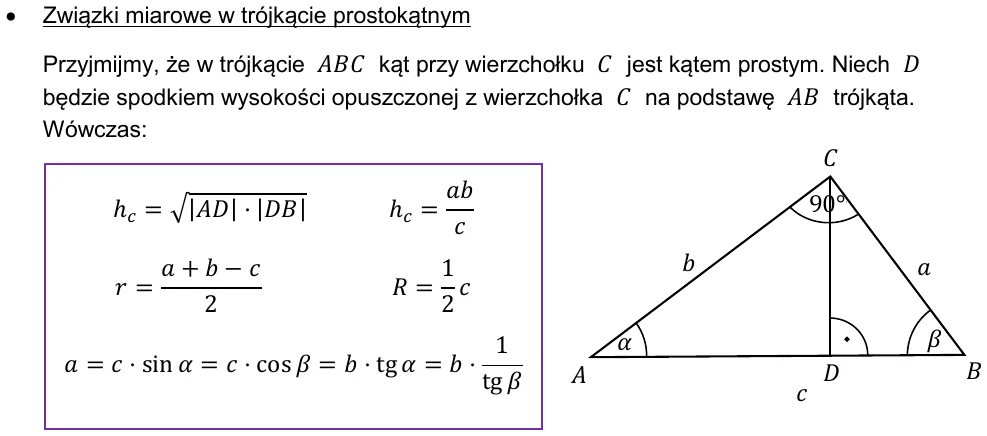 • Związki miarowe w trójkącie prostokątnym
Przyjmijmy, że w trójkącie ABC kąt przy wierzchołku C jest kątem prostym. Niech D
będzie spodkiem wysokości opuszczonej z wierzchołka C na podstawę AB trójkąta.
Wówczas:
h_c = √(|AD| · |DB|)    h_c = ab/c
r = (a + b − c)/2    R = 1/2 c
a = c · sin α = c · cos β = b · tg α = b · 1/tg β
C
90°
b
a
α
β
A
D
B
c